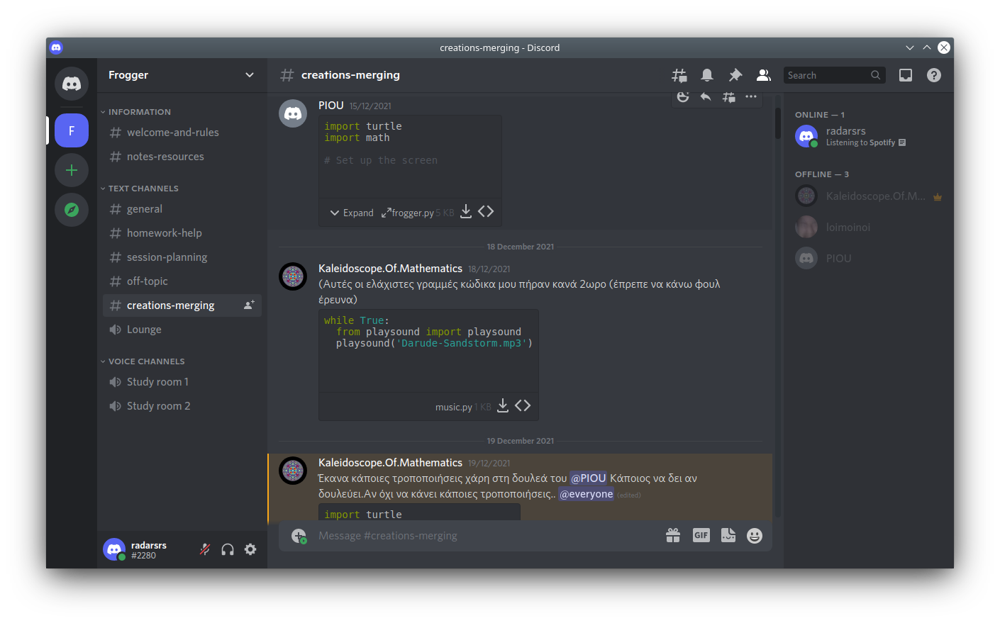 creations-merging - Discord
Frogger
F
INFORMATION
welcome-and-rules
notes-resources
TEXT CHANNELS
general
homework-help
session-planning
off-topic
creations-merging
Lounge
VOICE CHANNELS
Study room 1
Study room 2
radarsrs
#2280
creations-merging
Search
PIOU 15/12/2021
import turtle
import math
# Set up the screen
Expand frogger.py 5 KB
18 December 2021
Kaleidoscope.Of.Mathematics 18/12/2021
(Αυτές οι ελάχιστες γραμμές κώδικα μου πήραν κανά 2ωρο (έπρεπε να κάνω φουλ
έρευνα)
while True:
from playsound import playsound
playsound('Darude-Sandstorm.mp3')
music.py 1 KB
19 December 2021
Kaleidoscope.Of.Mathematics 19/12/2021
Έκανα κάποιες τροποποιήσεις χάρη στη δουλεά του @PIOU Κάποιος να δει αν
δουλεύει.Αν όχι να κάνει κάποιες τροποποιήσεις.. @everyone (edited)
import turtle
Message #creations-merging
GIF
ONLINE — 1
radarsrs
Listening to Spotify
OFFLINE — 3
Kaleidoscope.Of.M...
loimoinoi
PIOU